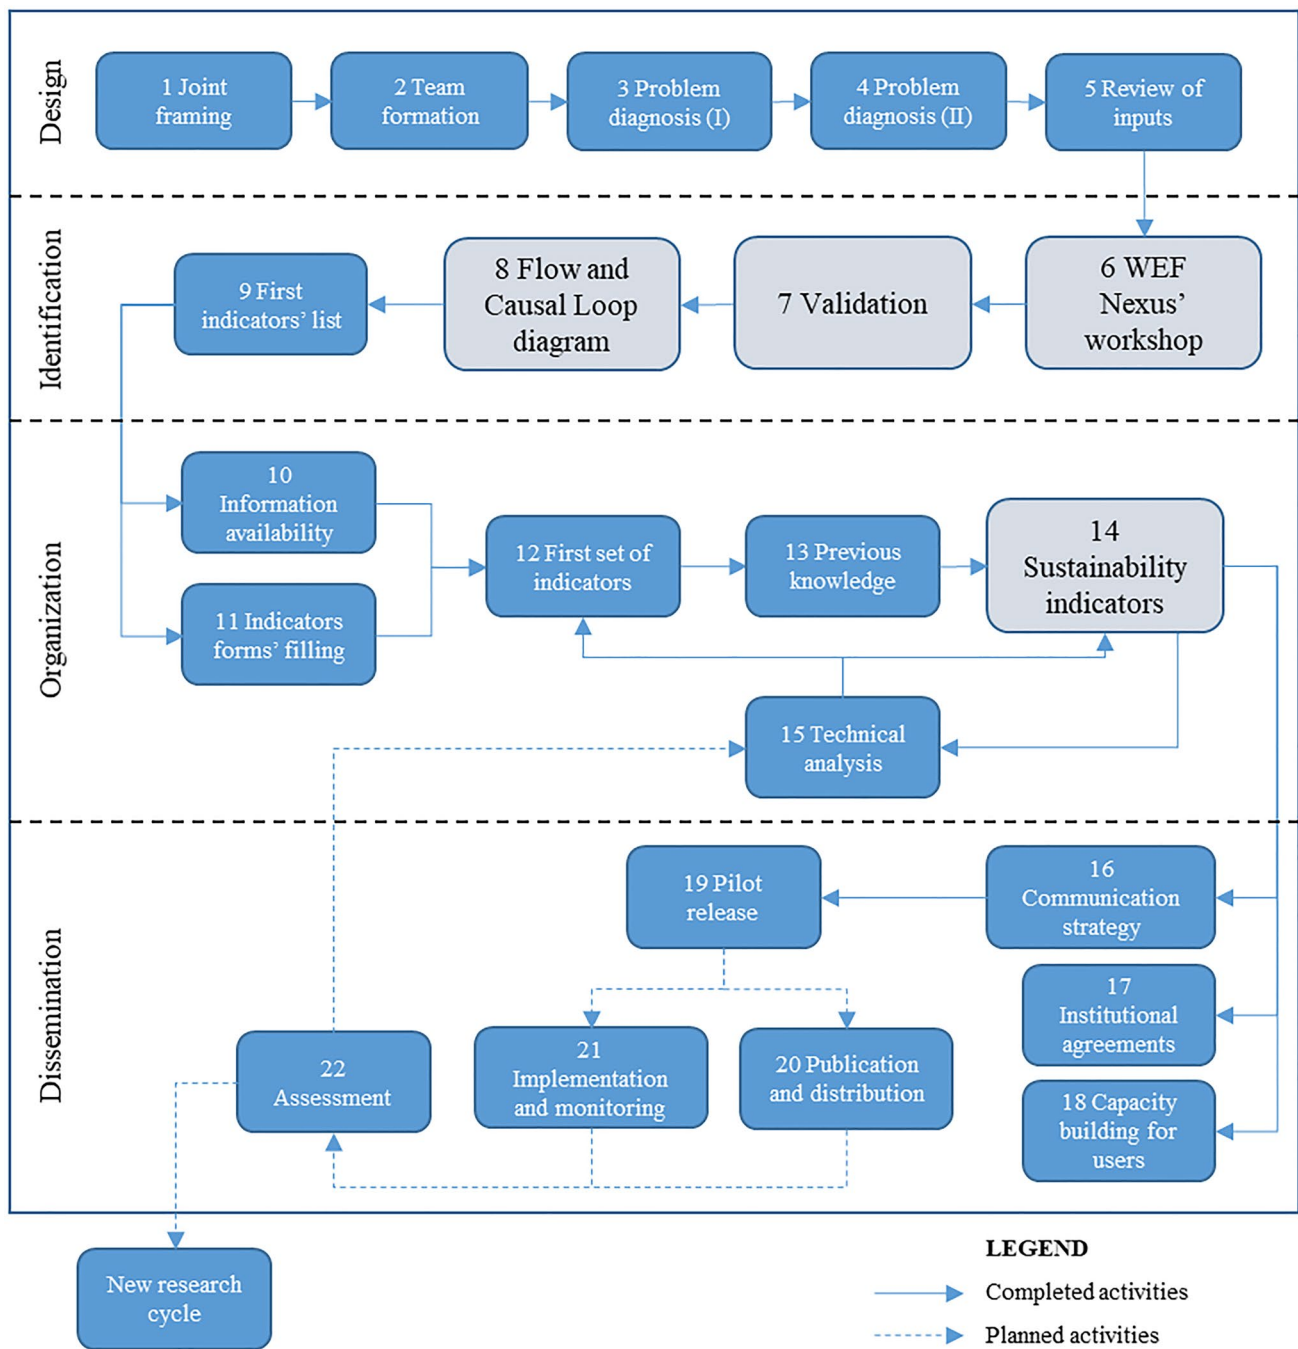 Design
1 Joint
framing
2 Team
formation
3 Problem
diagnosis (I)
4 Problem
diagnosis (II)
5 Review of
inputs
Identification
9 First
indicators’ list
8 Flow and
Causal Loop
diagram
7 Validation
6 WEF
Nexus’
workshop
Organization
10
Information
availability
11 Indicators
forms’ filling
12 First set of
indicators
13 Previous
knowledge
14
Sustainability
indicators
15 Technical
analysis
Dissemination
19 Pilot
release
16
Communication
strategy
17
Institutional
agreements
18 Capacity
building for
users
22
Assessment
21
Implementation
and monitoring
20 Publication
and distribution
New research
cycle
LEGEND
Completed activities
Planned activities